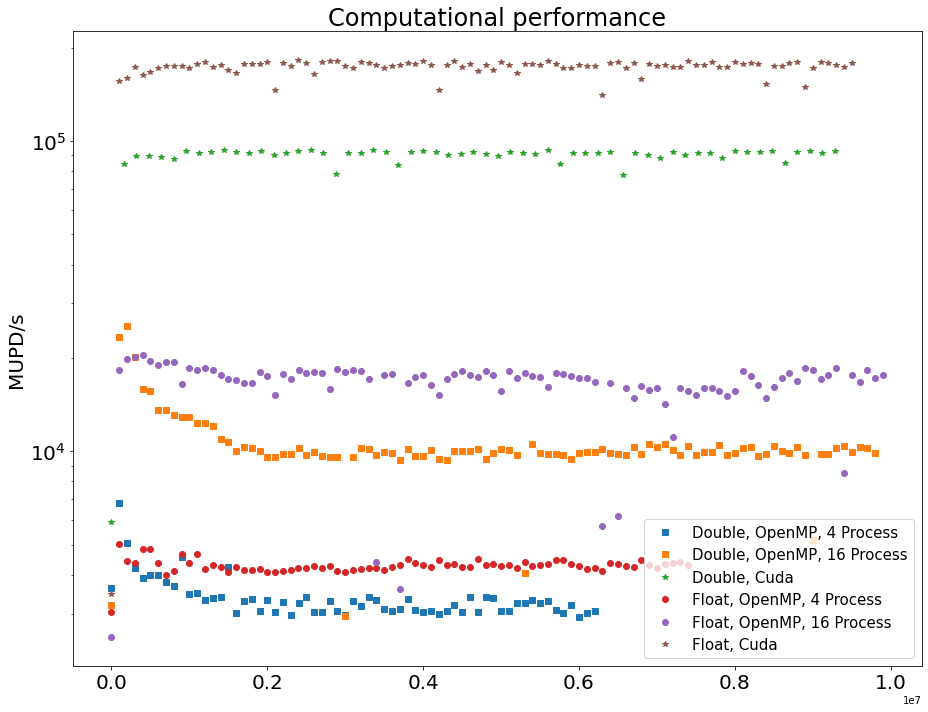 Computational performance
MUPD/s
10^5
10^4
Double, OpenMP, 4 Process
Double, OpenMP, 16 Process
Double, Cuda
Float, OpenMP, 4 Process
Float, OpenMP, 16 Process
Float, Cuda
0.0 0.2 0.4 0.6 0.8 1.0
1e7